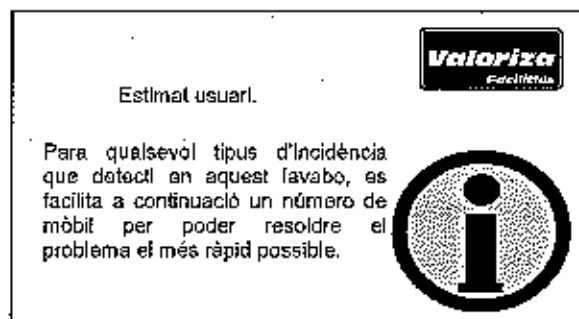 Valoriza
Facilities
Estimat usuari.
Para qualsevol tipus d'incidència
que detecti en aquest lavabo, es
facilita a continuació un número de
mòbil per poder resoldre el
problema el més ràpid possible.